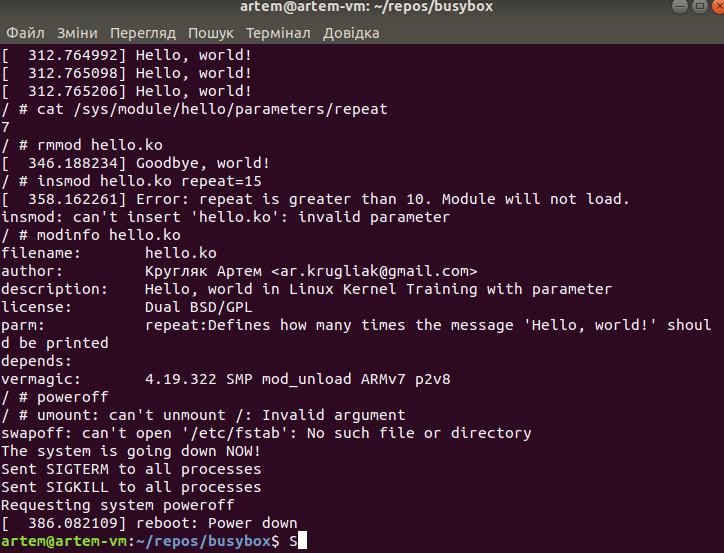 artem@artem-vm: ~/repos/busybox
Файл Зміни Перегляд Пошук Термінал Довідка
[  312.764992] Hello, world!
[  312.765098] Hello, world!
[  312.765206] Hello, world!
/ # cat /sys/module/hello/parameters/repeat
7
/ # rmmod hello.ko
[  346.188234] Goodbye, world!
/ # insmod hello.ko repeat=15
[  358.162261] Error: repeat is greater than 10. Module will not load.
insmod: can't insert 'hello.ko': invalid parameter
/ # modinfo hello.ko
filename:       hello.ko
author:         Кругляк Артем <ar.krugliak@gmail.com>
description:    Hello, world in Linux Kernel Training with parameter
license:        Dual BSD/GPL
parm:           repeat:Defines how many times the message 'Hello, world!' shoul
d be printed
depends:
vermagic:       4.19.322 SMP mod_unload ARMv7 p2v8
/ # poweroff
/ # umount: can't unmount /: Invalid argument
swapoff: can't open '/etc/fstab': No such file or directory
The system is going down NOW!
Sent SIGTERM to all processes
Sent SIGKILL to all processes
Requesting system poweroff
[  386.082109] reboot: Power down
artem@artem-vm:~/repos/busybox$ S